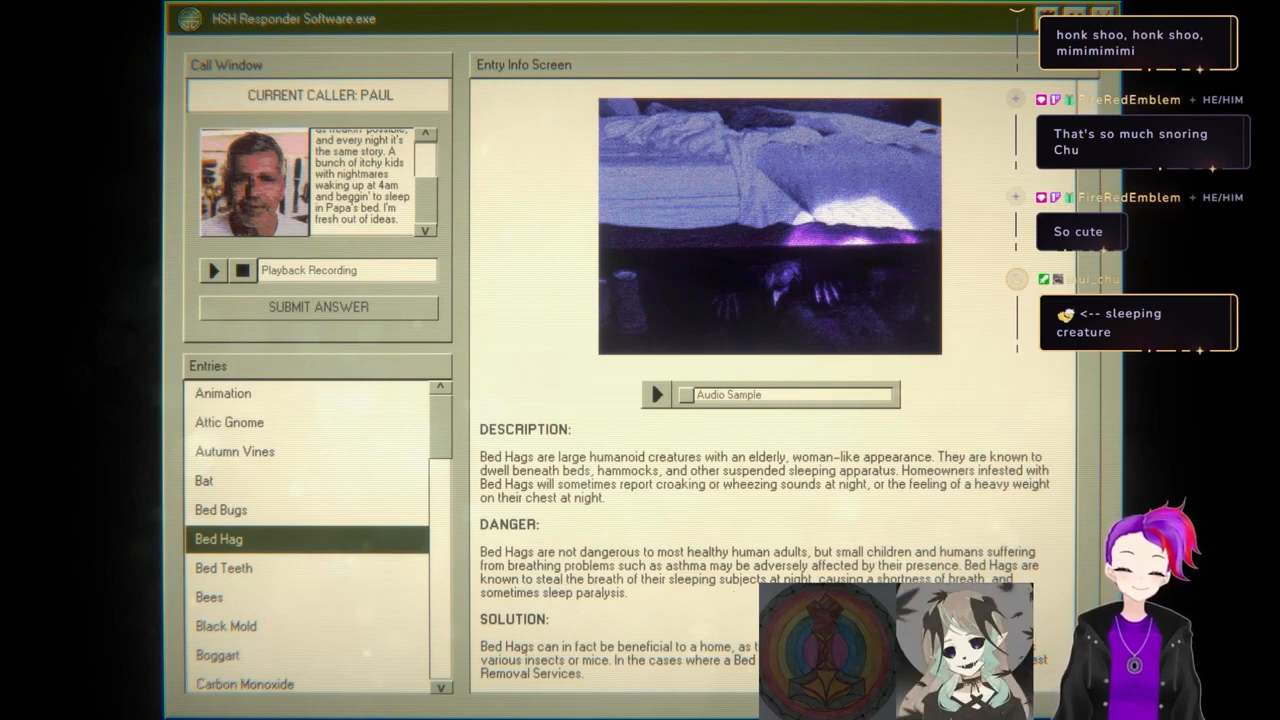 HSH Responder Software.exe
Call Window
CURRENT CALLER: PAUL
as freakin' possible,
and every night it's
the same story. A
bunch of itchy kids
with nightmares
waking up at 4am
and beggin' to sleep
in Papa's bed. I'm
fresh out of ideas.
Playback Recording
SUBMIT ANSWER
Entries
Animation
Attic Gnome
Autumn Vines
Bat
Bed Bugs
Bed Hag
Bed Teeth
Bees
Black Mold
Boggart
Carbon Monoxide
Entry Info Screen
Audio Sample
DESCRIPTION:
Bed Hags are large humanoid creatures with an elderly, woman-like appearance. They are known to
dwell beneath beds, hammocks, and other suspended sleeping apparatus. Homeowners infested with
Bed Hags will sometimes report croaking or wheezing sounds at night, or the feeling of a heavy weight
on their chest at night.
DANGER:
Bed Hags are not dangerous to most healthy human adults, but small children and humans suffering
from breathing problems such as asthma may be adversely affected by their presence. Bed Hags are
known to steal the breath of their sleeping subjects at night, causing a shortness of breath, and
sometimes sleep paralysis.
SOLUTION:
Bed Hags can in fact be beneficial to a home, as t
various insects or mice. In the cases where a Bed
est
Removal Services.
honk shoo, honk shoo,
mimimimimi
FireRedEmblem + HE/HIM
That's so much snoring
Chu
FireRedEmblem + HE/HIM
So cute
ui_chu
<-- sleeping
creature